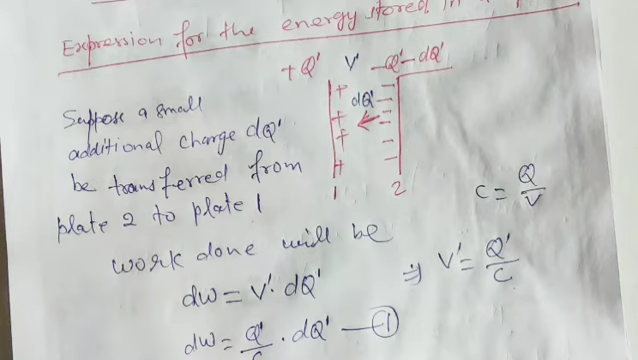 Expression for the energy stored in a
+Q' V' -Q'-dQ'
dQ'
1 2
Suppose a small
additional charge dQ'
be transferred from
plate 2 to plate 1
C = Q/V
work done will be
dw = V'. dQ' ⇒ V' = Q'/C
dw = Q'/C . dQ' —①